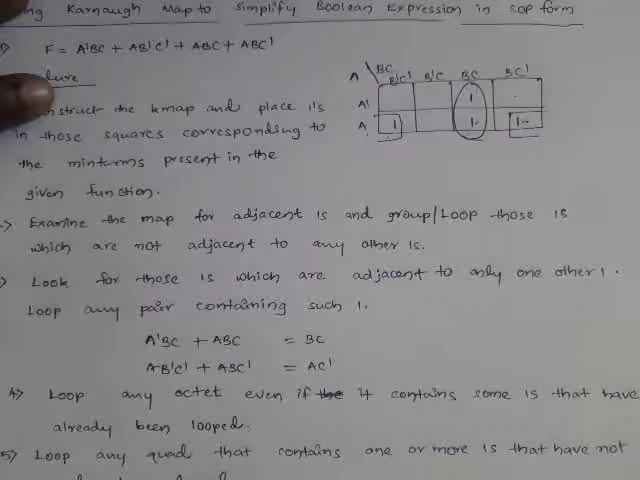 Karnaugh Map to Simplify Boolean Expression in SOP form
F = A'BC + AB'C' + ABC + ABC'
A \ BC B'C' B'C BC BC'
A' 1
A 1 1 1
the kmap and place 1's
in those squares corresponding to
the minterms present in the
given function.
Examine the map for adjacent 1s and group/Loop those 1s
which are not adjacent to any other 1s.
Look for those 1s which are adjacent to only one other 1.
Loop any pair containing such 1.
A'BC + ABC = BC
AB'C' + ABC' = AC'
4) Loop any octet even if it contains some 1s that have
already been looped.
5) Loop any quad that contains one or more 1s that have not